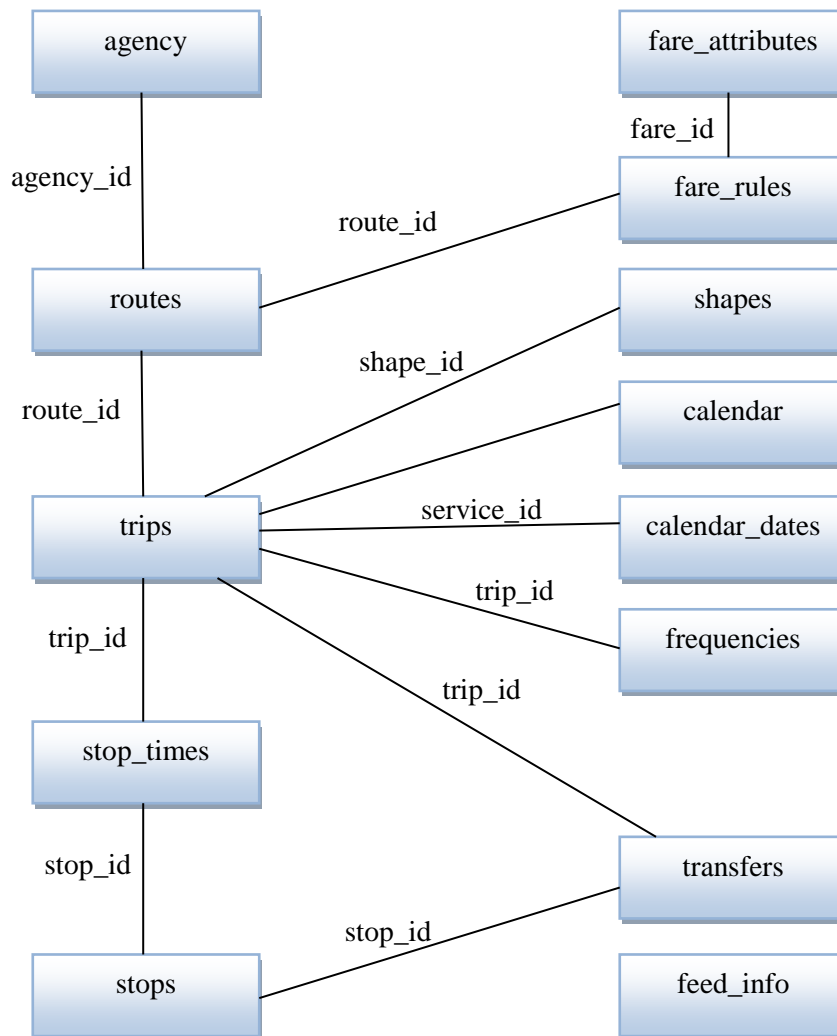 agency
fare_attributes
fare_id
agency_id
fare_rules
route_id
routes
shapes
shape_id
route_id
calendar
trips
service_id
calendar_dates
trip_id
trip_id
frequencies
trip_id
stop_times
stop_id
transfers
stop_id
stops
feed_info